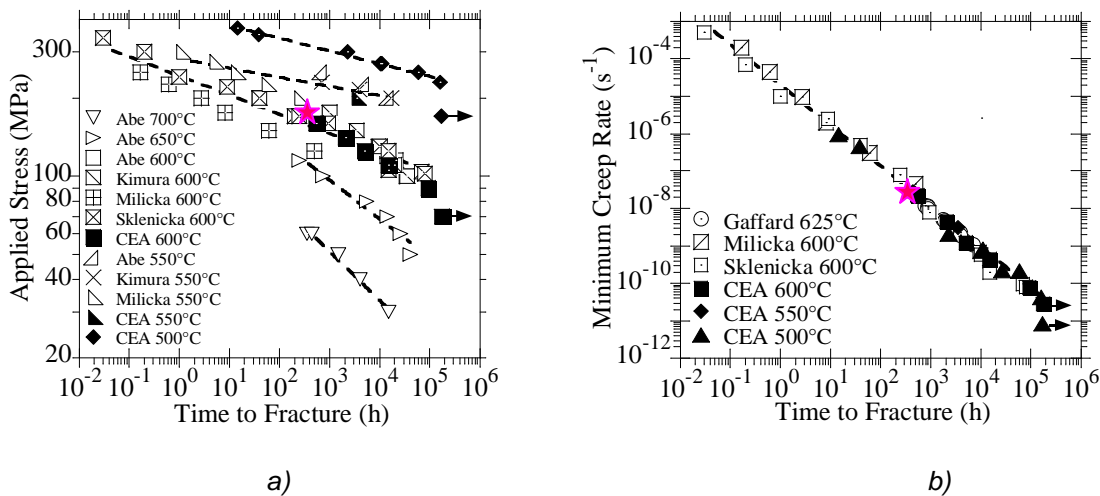 300
100
80
60
40
20
Applied Stress (MPa)
Abe 700°C
Abe 650°C
Abe 600°C
Kimura 600°C
Milicka 600°C
Sklenicka 600°C
CEA 600°C
Abe 550°C
Kimura 550°C
Milicka 550°C
CEA 550°C
CEA 500°C
10⁻² 10⁻¹ 10⁰ 10¹ 10² 10³ 10⁴ 10⁵ 10⁶
Time to Fracture (h)
a)
10⁻⁴
10⁻⁶
10⁻⁸
10⁻¹⁰
10⁻¹²
Minimum Creep Rate (s⁻¹)
Gaffard 625°C
Milicka 600°C
Sklenicka 600°C
CEA 600°C
CEA 550°C
CEA 500°C
10⁻² 10⁻¹ 10⁰ 10¹ 10² 10³ 10⁴ 10⁵ 10⁶
Time to Fracture (h)
b)